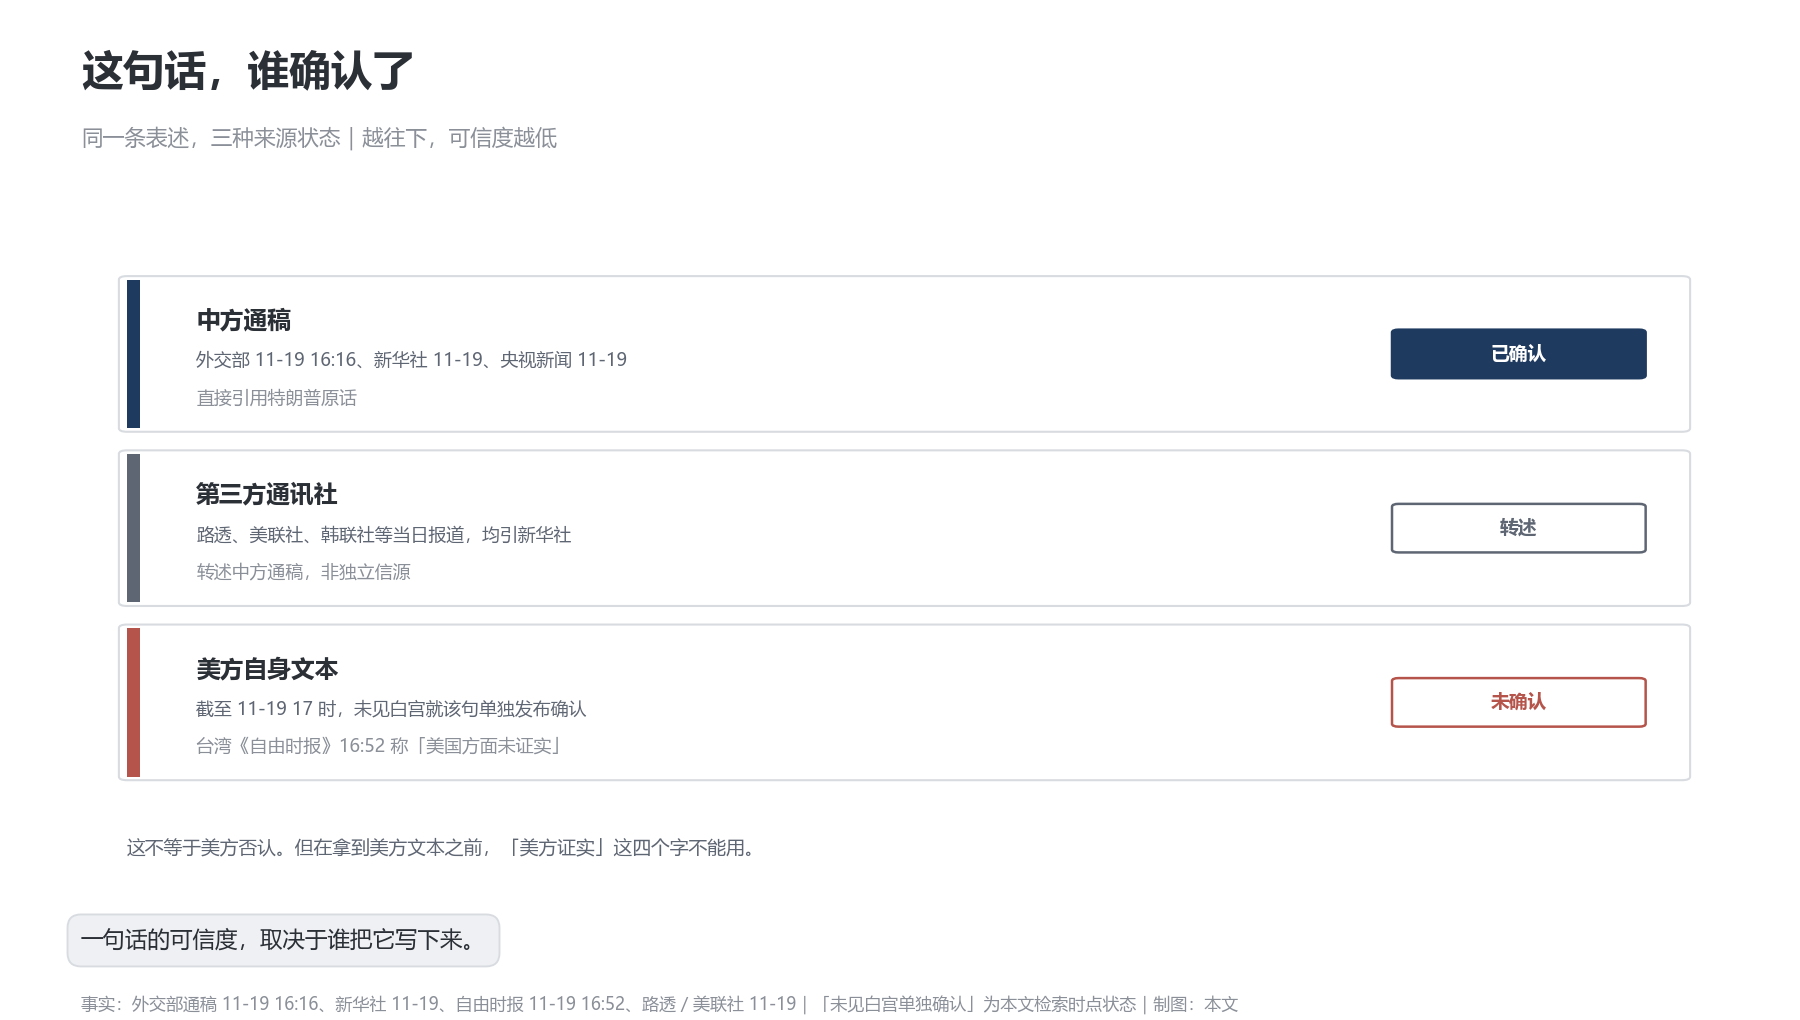 这句话，谁确认了
同一条表述，三种来源状态 | 越往下，可信度越低
中方通稿
外交部 11-19 16:16、新华社 11-19、央视新闻 11-19
直接引用特朗普原话
已确认
第三方通讯社
路透、美联社、韩联社等当日报道，均引新华社
转述中方通稿，非独立信源
转述
美方自身文本
截至 11-19 17 时，未见白宫就该句单独发布确认
台湾《自由时报》16:52 称「美国方面未证实」
未确认
这不等于美方否认。但在拿到美方文本之前，「美方证实」这四个字不能用。
一句话的可信度，取决于谁把它写下来。
事实：外交部通稿 11-19 16:16、新华社 11-19、自由时报 11-19 16:52、路透 / 美联社 11-19 | 「未见白宫单独确认」为本文检索时点状态 | 制图：本文